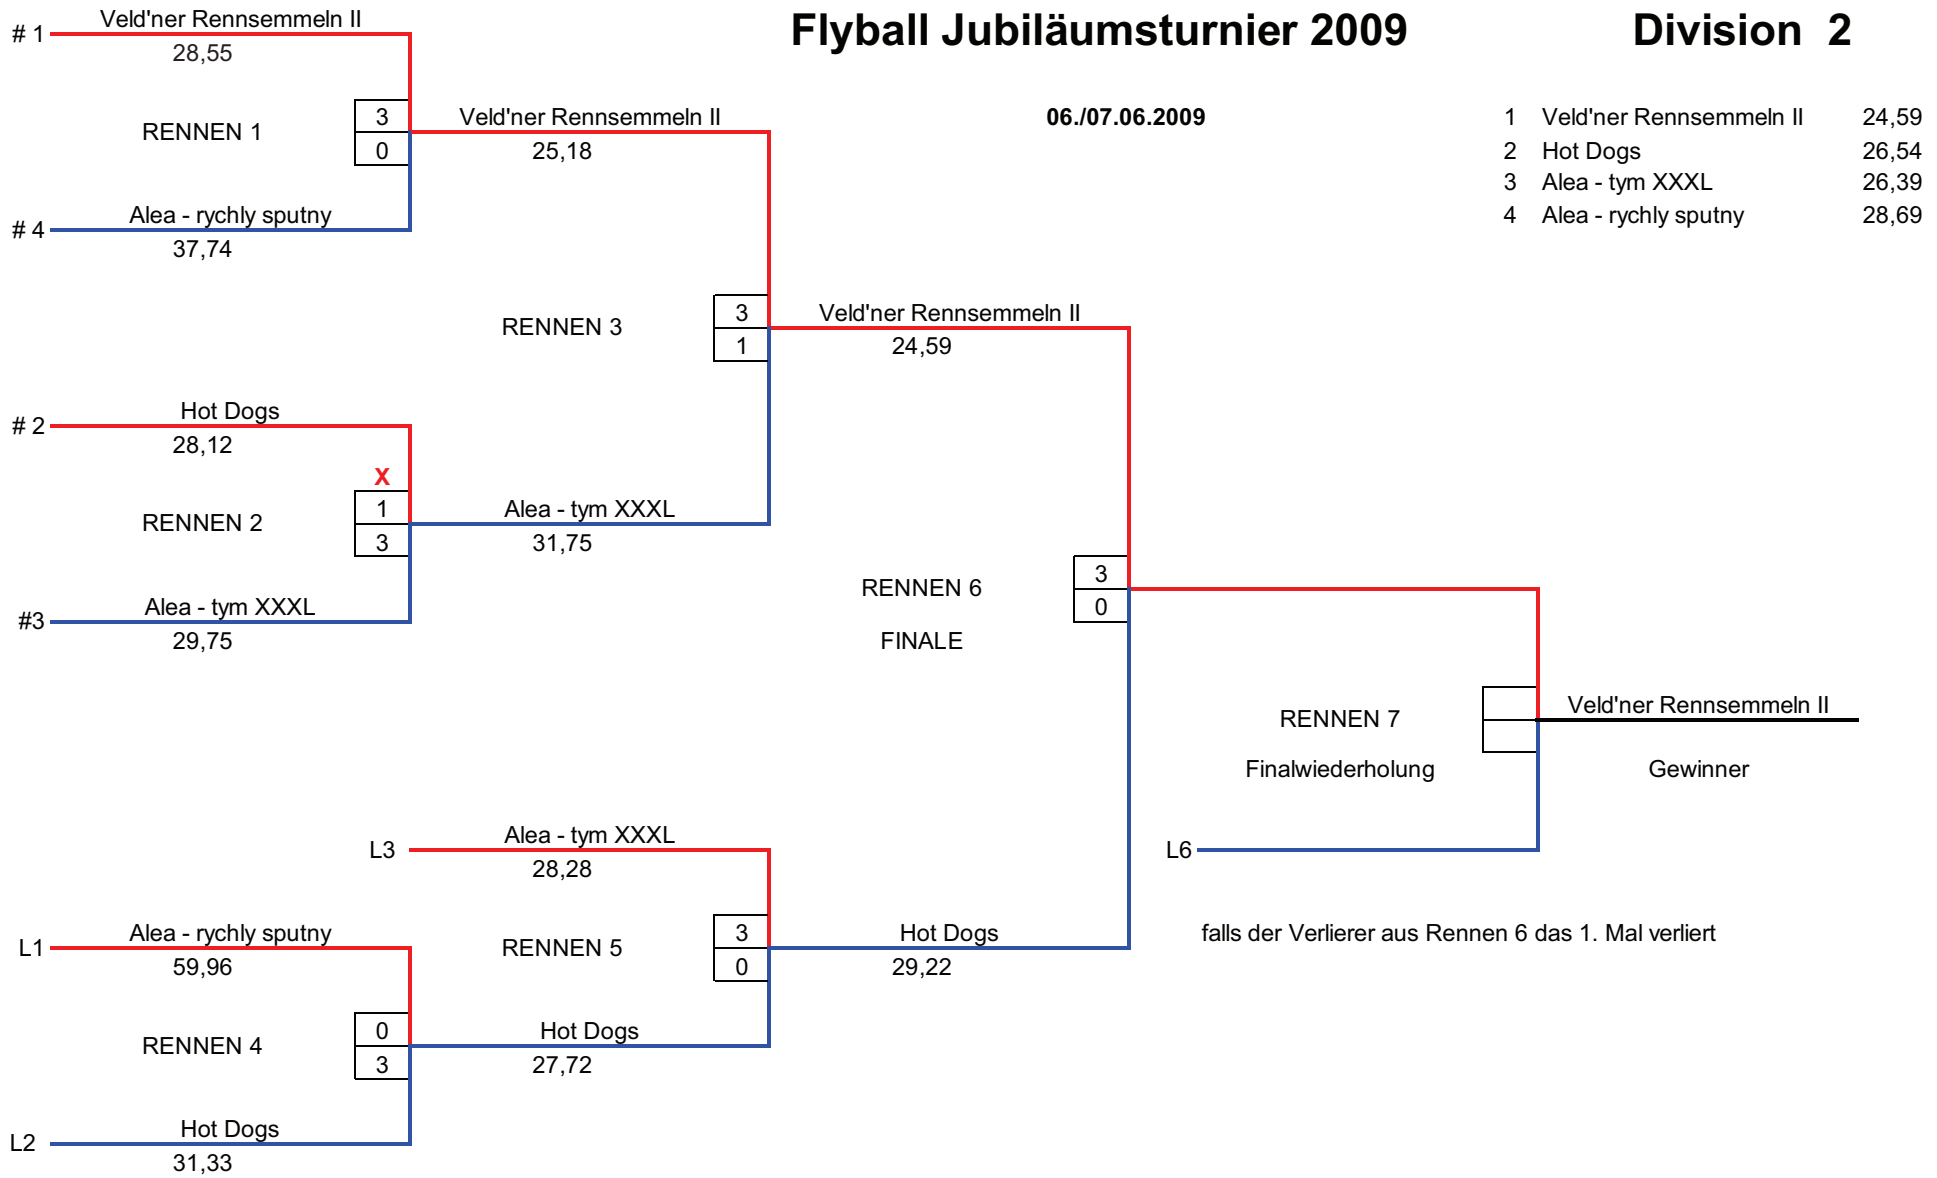 Flyball Jubiläumsturnier 2009
Division 2
06./07.06.2009
1 Veld'ner Rennsemmeln II 24,59
2 Hot Dogs 26,54
3 Alea - tym XXXL 26,39
4 Alea - rychly sputny 28,69
# 1
Veld'ner Rennsemmeln II
28,55
RENNEN 1
3
0
# 4
Alea - rychly sputny
37,74
Veld'ner Rennsemmeln II
25,18
RENNEN 3
3
1
# 2
Hot Dogs
28,12
X
RENNEN 2
1
3
#3
Alea - tym XXXL
29,75
Alea - tym XXXL
31,75
Veld'ner Rennsemmeln II
24,59
RENNEN 6
3
0
FINALE
RENNEN 7
Finalwiederholung
Veld'ner Rennsemmeln II
Gewinner
L6
falls der Verlierer aus Rennen 6 das 1. Mal verliert
L3
Alea - tym XXXL
28,28
RENNEN 5
3
0
Hot Dogs
29,22
L1
Alea - rychly sputny
59,96
RENNEN 4
0
3
Hot Dogs
27,72
L2
Hot Dogs
31,33